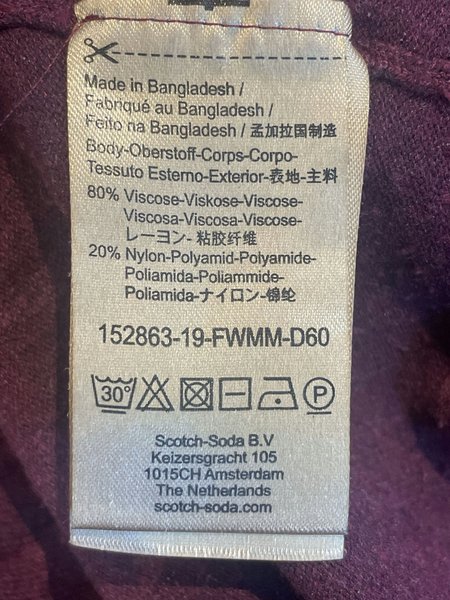 Made in Bangladesh /
Fabriqué au Bangladesh /
Feito na Bangladesh / 孟加拉国制造
Body-Oberstoff-Corps-Corpo-
Tessuto Esterno-Exterior-表地-主料
80% Viscose-Viskose-Viscose-
Viscosa-Viscosa-Viscose-
レーヨン- 粘胶纤维
20% Nylon-Polyamid-Polyamide-
Poliamida-Poliammide-
Poliamida-ナイロン-锦纶
152863-19-FWMM-D60
30°
P
Scotch-Soda B.V
Keizersgracht 105
1015CH Amsterdam
The Netherlands
scotch-soda.com